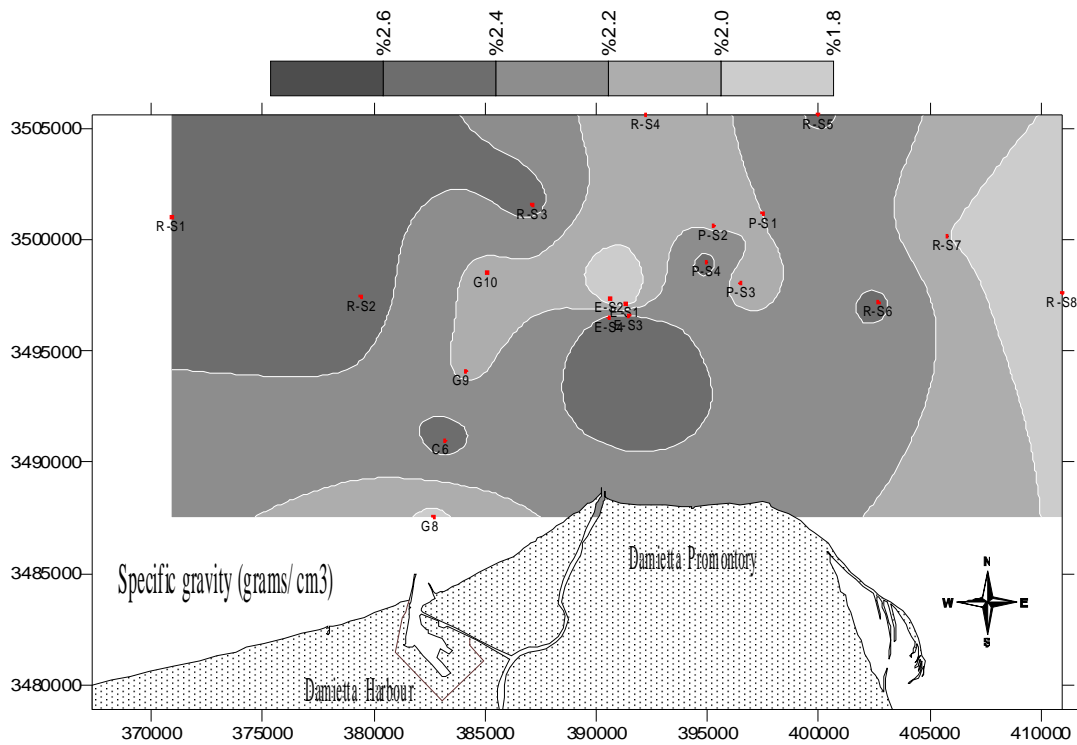 %2.6 %2.4 %2.2 %2.0 %1.8
3505000
R-S4
R-S5
R-S3
R-S1
P-S1
3500000
P-S2
R-S7
P-S4
G10
P-S3
R-S2
R-S8
E-S2
E-S1
R-S6
E-S4
E-S3
3495000
G9
C6
3490000
G8
Damietta Promontory
3485000
Specific gravity (grams/ cm3)
N
W E
S
3480000
Damietta Harbour
370000 375000 380000 385000 390000 395000 400000 405000 410000